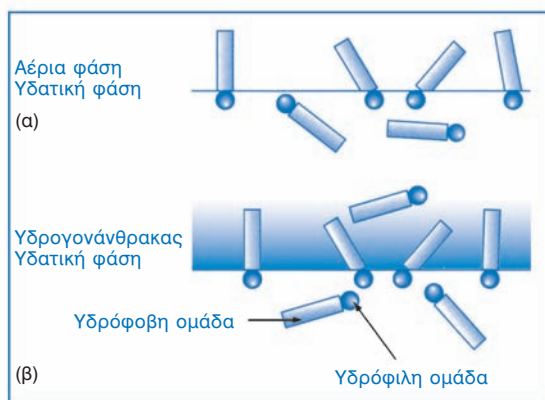 Αέρια φάση
Υδατική φάση
(α)
Υδρογονάνθρακας
Υδατική φάση
Υδρόφοβη ομάδα
Υδρόφιλη ομάδα
(β)